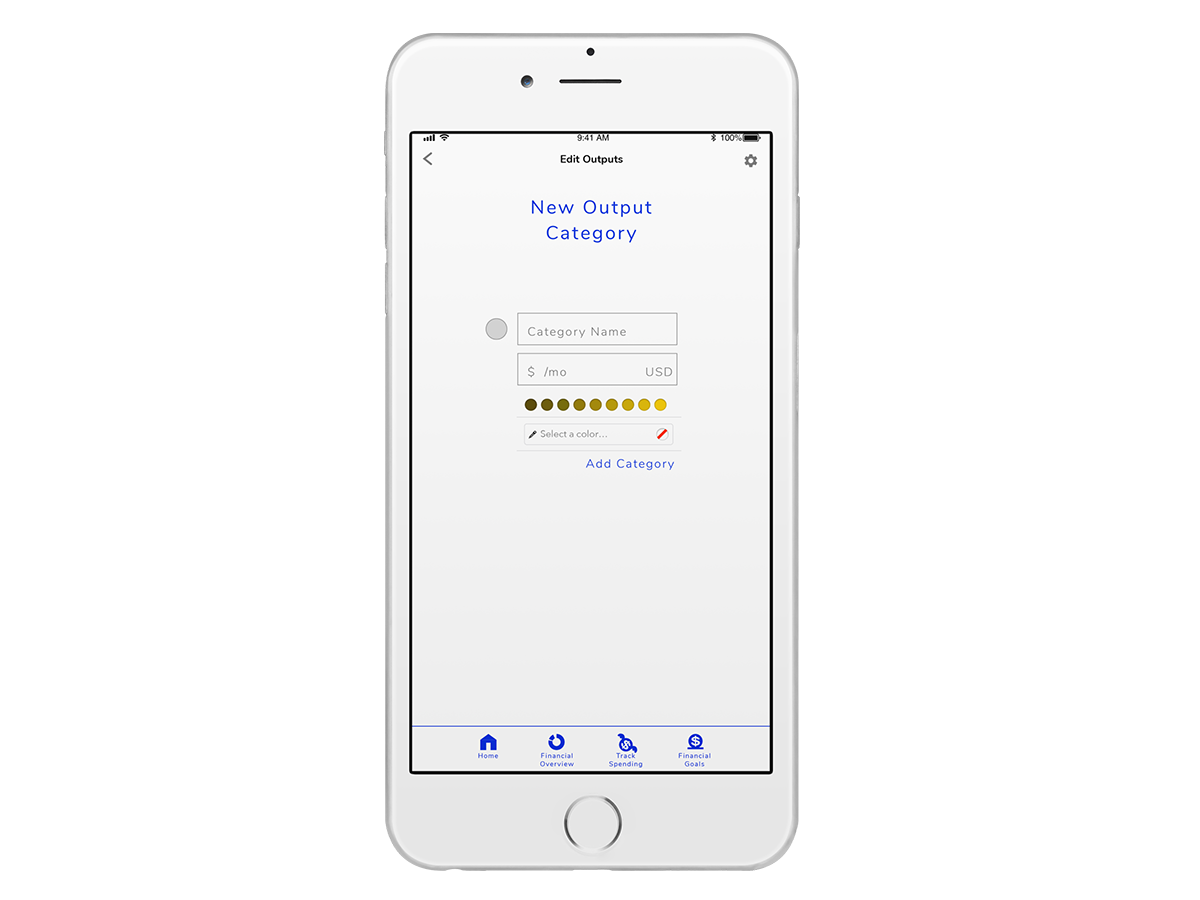 9:41 AM
100%
Edit Outputs
New Output
Category
Category Name
$ /mo USD
Select a color...
Add Category
Home
Financial
Overview
Track
Spending
Financial
Goals